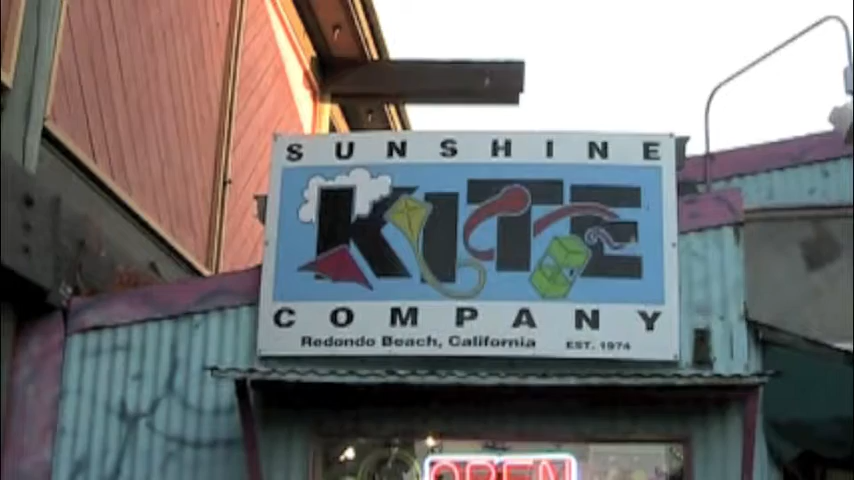 SUNSHINE
KITE
COMPANY
REDONDO BEACH, CALIFORNIA EST. 1974
OPEN